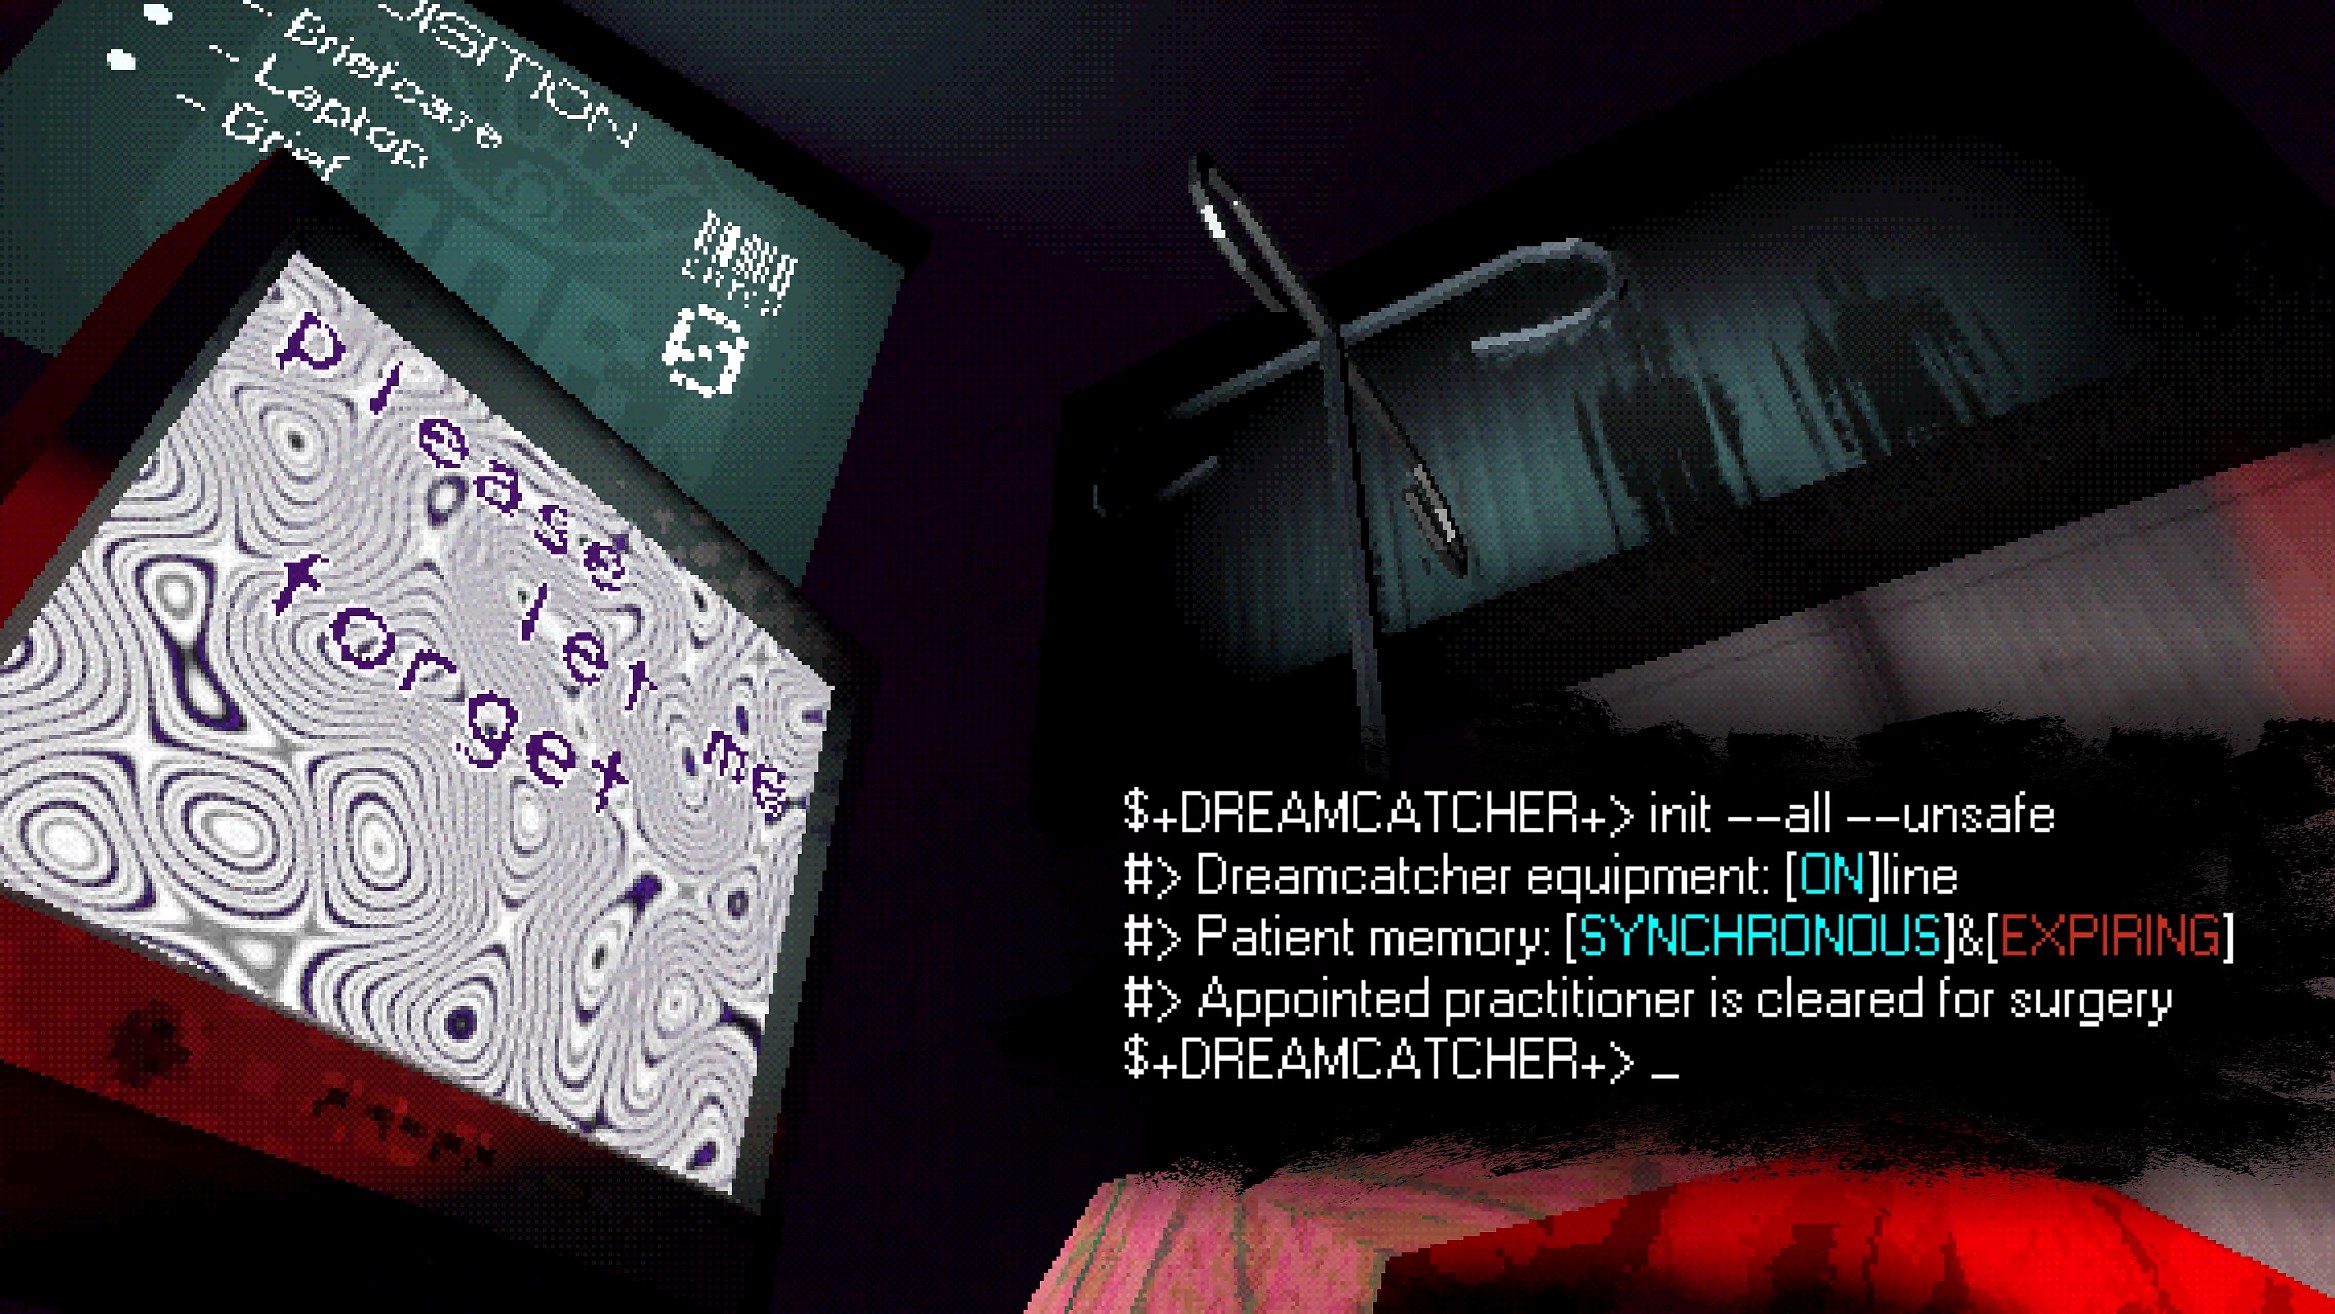 – Briefcase
– Laptop
– Grief
Please let me
forget
$+DREAMCATCHER+> init --all --unsafe
#> Dreamcatcher equipment: [ON]line
#> Patient memory: [SYNCHRONOUS]&[EXPIRING]
#> Appointed practitioner is cleared for surgery
$+DREAMCATCHER+> _